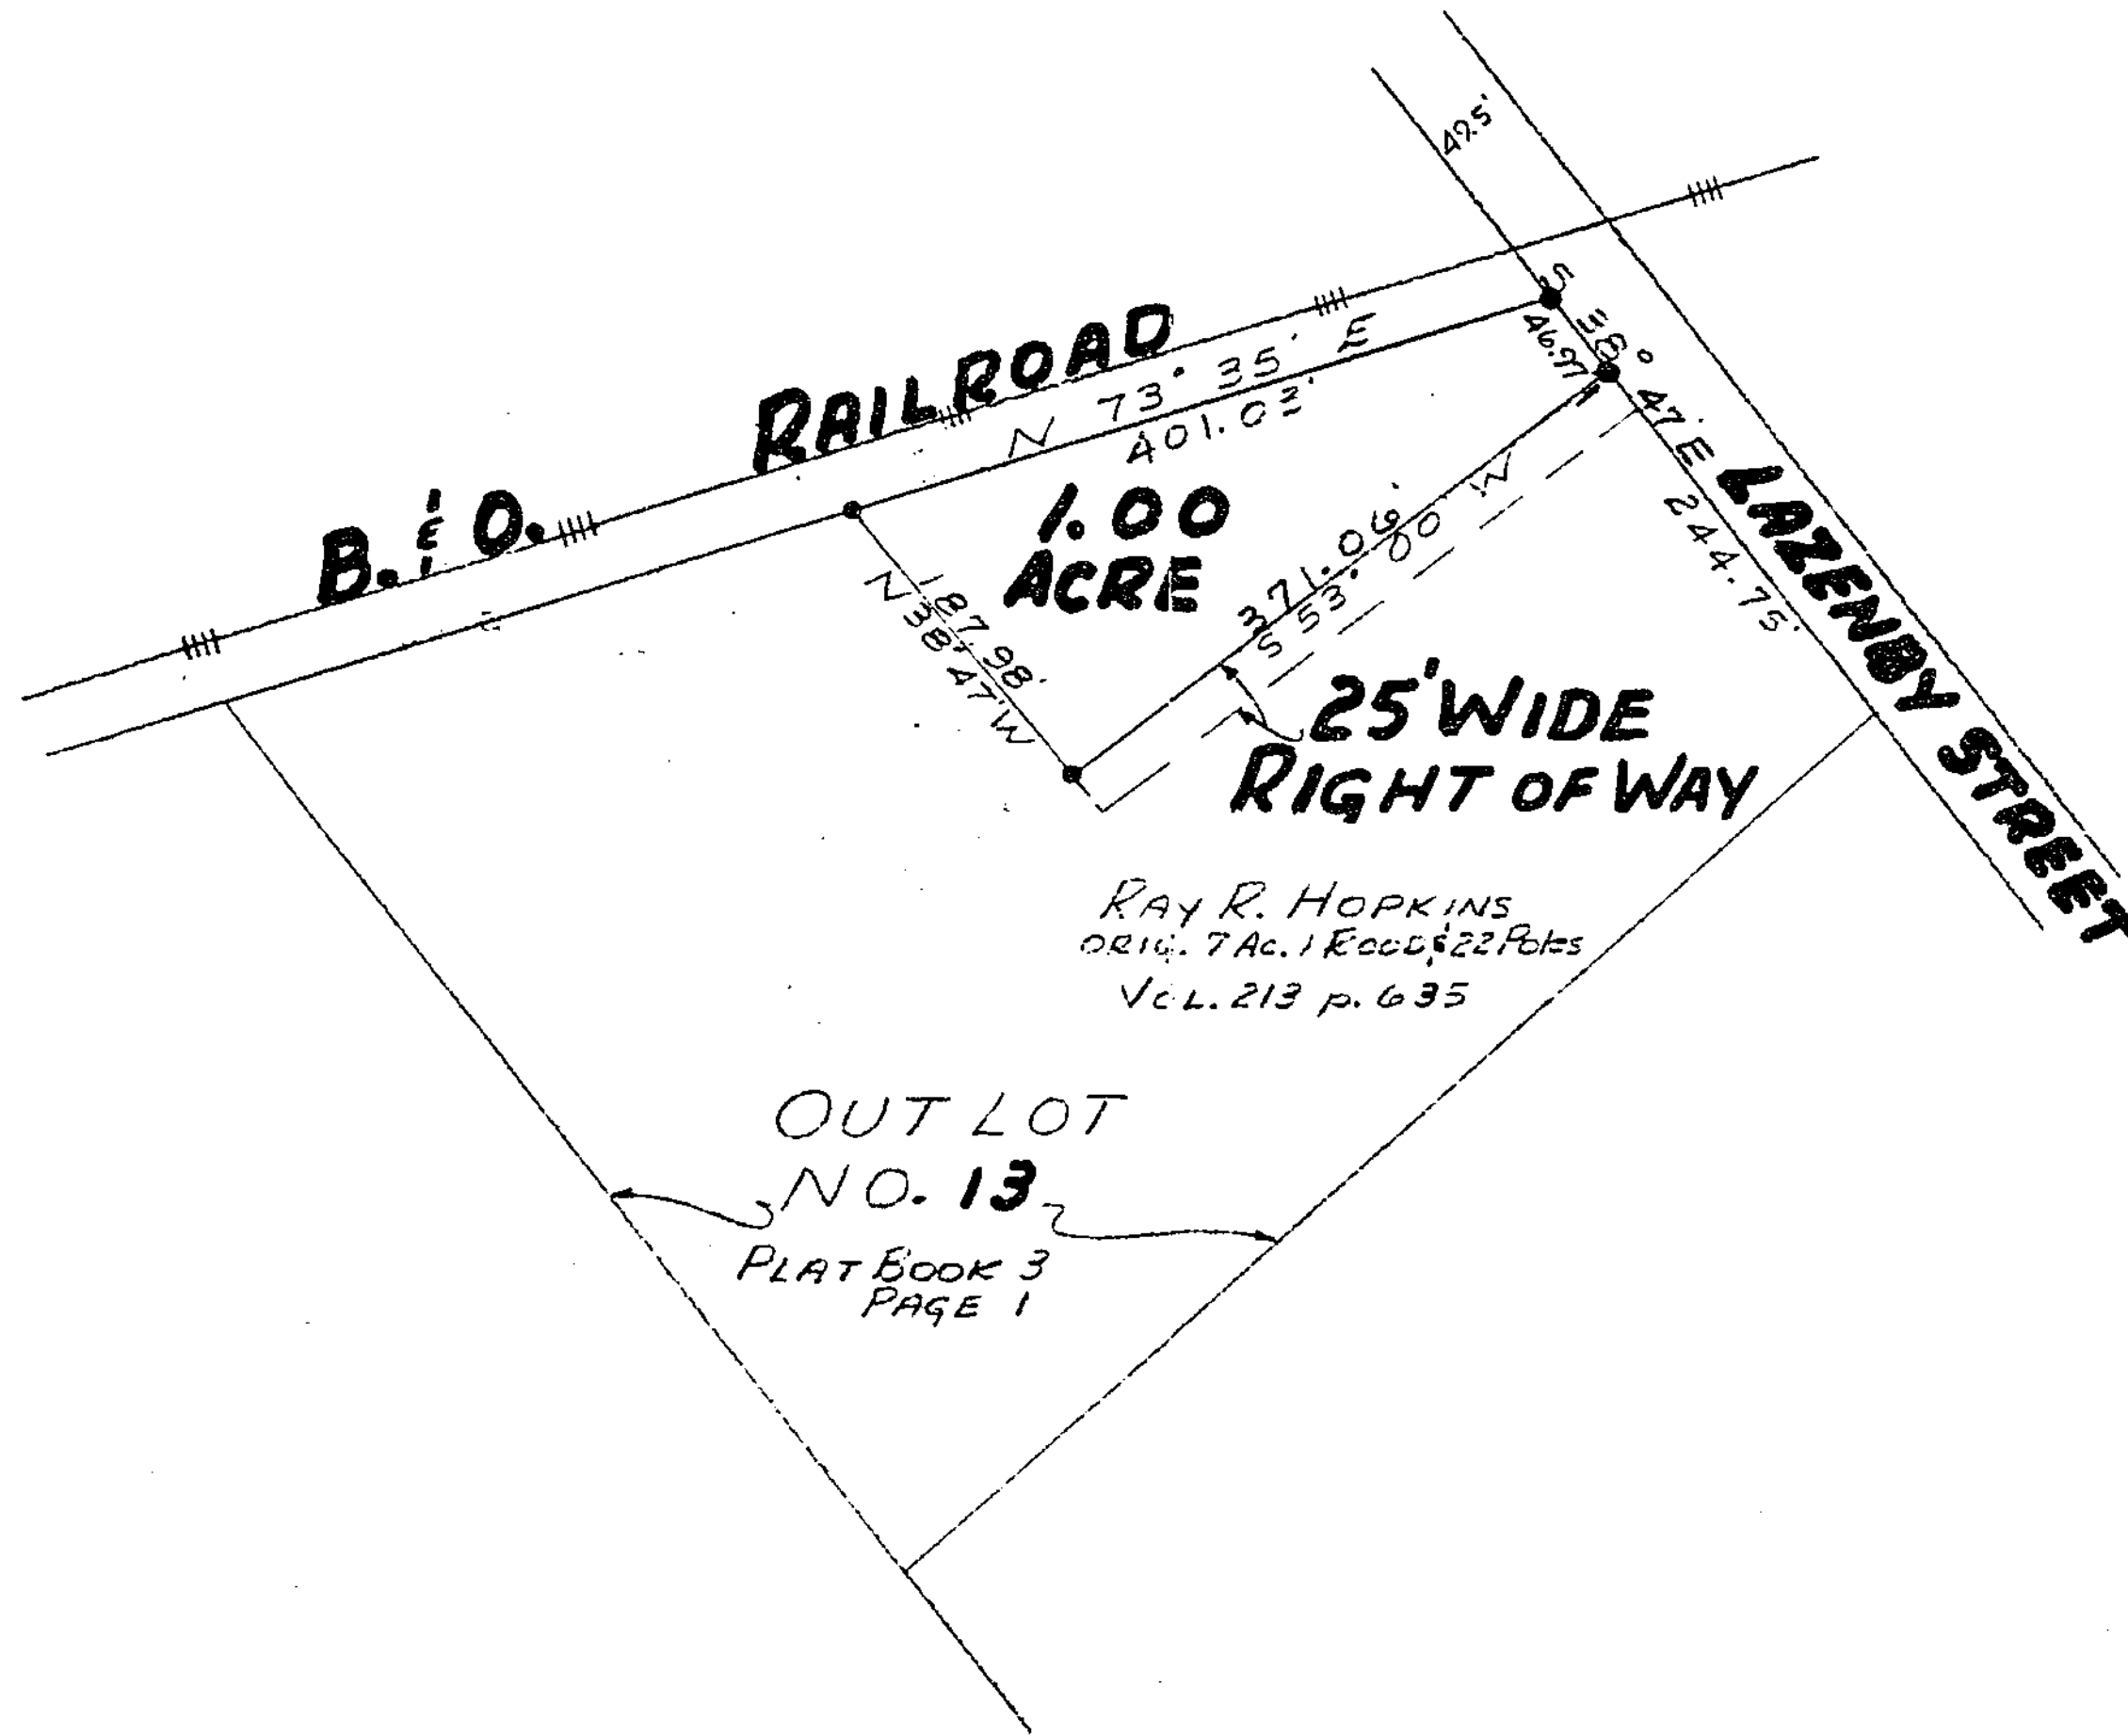 49.5'
B. & O. RAILROAD
N 73° 35' E
401.03'
S 38° 47' E
46.97'
244.75'
LAZENBY STREET
1.00
ACRE
187.98'
N 38° 47' W
371.06'
S 53° 00' W
25' WIDE
RIGHT OF WAY
RAY R. HOPKINS
ORIG. 7 AC. 1 ROOD & 22 Poles
VOL. 213 p. 635
OUT LOT
NO. 13
PLAT BOOK 3
PAGE 1